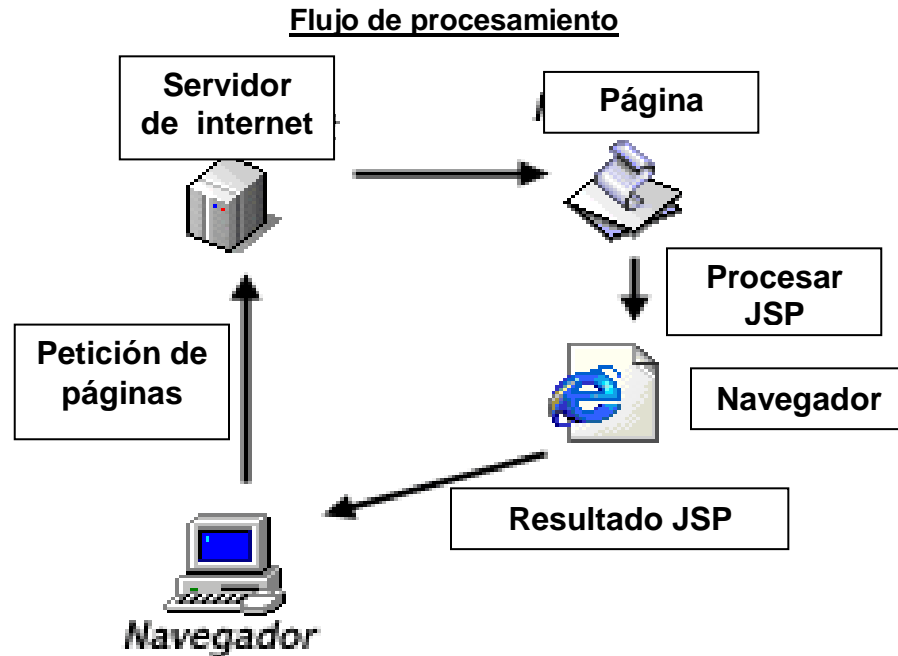 Flujo de procesamiento
Servidor
de internet
Página
Procesar
JSP
Petición de
páginas
Navegador
Resultado JSP
Navegador